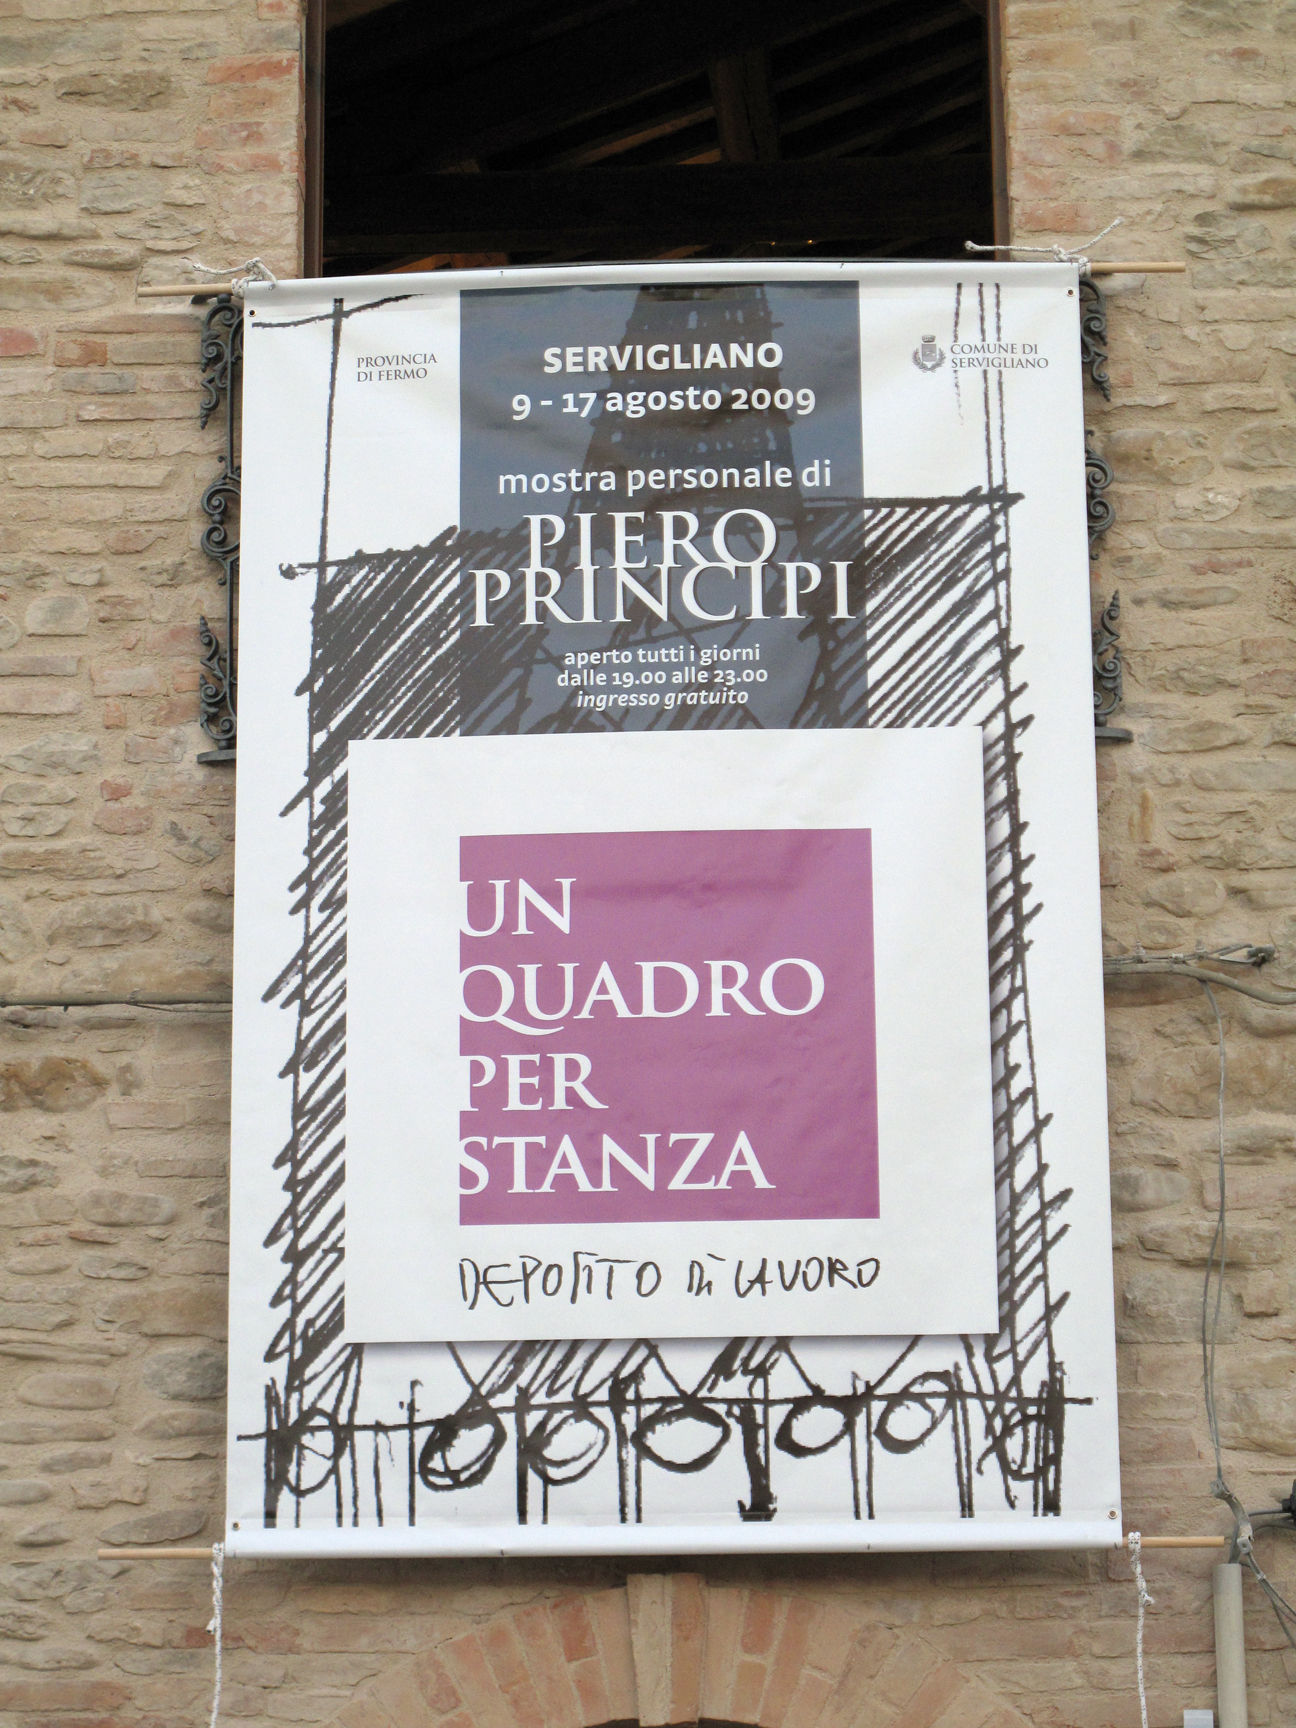 PROVINCIA
DI FERMO
SERVIGLIANO
9 - 17 agosto 2009
COMUNE DI
SERVIGLIANO
mostra personale di
PIERO
PRINCIPI
aperto tutti i giorni
dalle 19.00 alle 23.00
ingresso gratuito
UN
QUADRO
PER
STANZA
DEPOSITO DI LAVORO